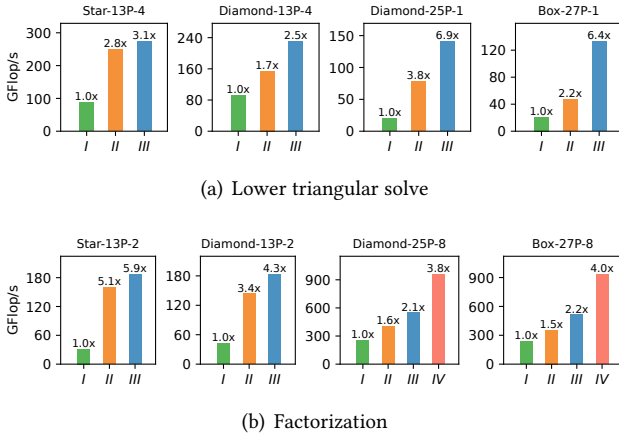 Star-13P-4 Diamond-13P-4 Diamond-25P-1 Box-27P-1
GFlop/s
300
200
100
0
1.0x
2.8x
3.1x
I II III
240
160
80
0
1.0x
1.7x
2.5x
I II III
150
100
50
0
1.0x
3.8x
6.9x
I II III
120
80
40
0
1.0x
2.2x
6.4x
I II III
(a) Lower triangular solve
Star-13P-2 Diamond-13P-2 Diamond-25P-8 Box-27P-8
GFlop/s
180
120
60
0
1.0x
5.1x
5.9x
I II III
180
120
60
0
1.0x
3.4x
4.3x
I II III
900
600
300
0
1.0x
1.6x
2.1x
3.8x
I II III IV
900
600
300
0
1.0x
1.5x
2.2x
4.0x
I II III IV
(b) Factorization